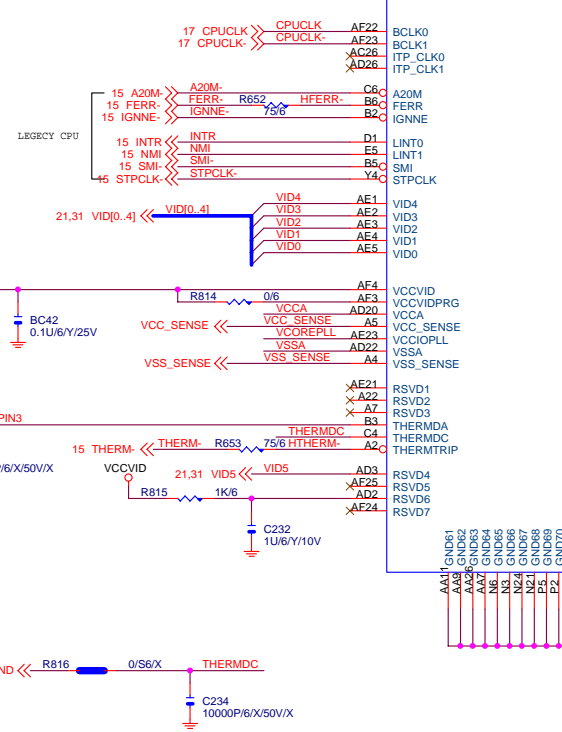 17 CPUCLK CPUCLK AF22 BCLK0
17 CPUCLK- CPUCLK- AF23 BCLK1
AC26 ITP_CLK0
AD26 ITP_CLK1
15 A20M- A20M- C6 A20M
15 FERR- FERR- R652 HFERR- B6 FERR
15 IGNNE- IGNNE- 75/6 B2 IGNNE
LEGECY CPU
15 INTR INTR D1 LINT0
15 NMI NMI E5 LINT1
15 SMI- SMI- B5 SMI
15 STPCLK- STPCLK- Y4 STPCLK
VID4 AE1 VID4
21,31 VID[0..4] VID[0..4] VID3 AE2 VID3
VID2 AE3 VID2
VID1 AE4 VID1
VID0 AE5 VID0
AF4 VCCVID
R814 0/6 AF3 VCCVIDPRG
VCCA AD20 VCCA
BC42
0.1U/6/Y/25V
VCC_SENSE VCC_SENSE A5 VCC_SENSE
VCOREPLL AE23 VCCIOPLL
VSSA AD22 VSSA
VSS_SENSE VSS_SENSE A4 VSS_SENSE
AE21 RSVD1
A22 RSVD2
A7 RSVD3
PIN3 B3 THERMDA
THERMDC C4 THERMDC
15 THERM- THERM- R653 75/6 HTHERM- A2 THERMTRIP
P/6/X/50V/X
VCCVID
21,31 VID5 VID5 AD3 RSVD4
AF25 RSVD5
R815 1K/6 AD2 RSVD6
AF24 RSVD7
C232
1U/6/Y/10V
GND61 GND62 GND63 GND64 GND65 GND66 GND67 GND68 GND69 GND70
AA11 AA9 AA26 AA7 N6 N3 N24 N21 P5 P2
ND R816 0/S6/X THERMDC
C234
10000P/6/X/50V/X